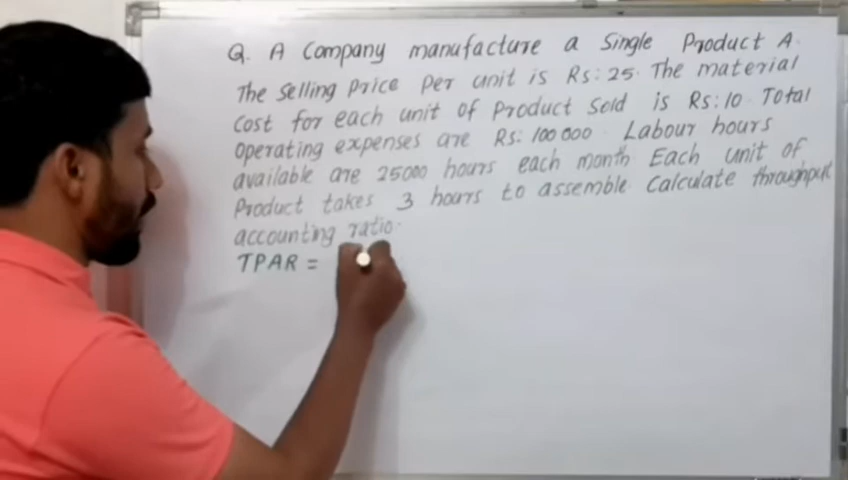 Q. A Company manufacture a Single Product A.
The Selling Price Per unit is Rs: 25. The material
Cost for each unit of Product Sold is Rs: 10 Total
Operating expenses are Rs: 100000. Labour hours
available are 25000 hours each month Each unit of
Product takes 3 hours to assemble Calculate throughput
accounting ratio.
TPAR =